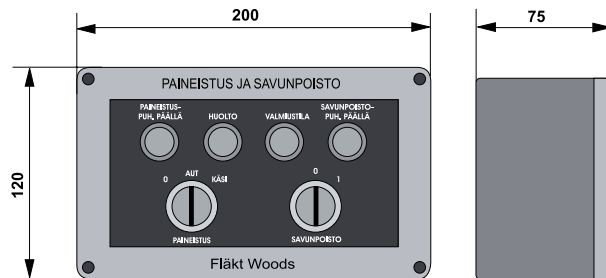 200
75
120
PAINEISTUS JA SAVUNPOISTO
PAINEISTUS-
PUH. PÄÄLLÄ
HUOLTO
VALMIUSTILA
SAVUNPOISTO-
PUH. PÄÄLLÄ
0
AUT
KÄSI
PAINEISTUS
0
1
SAVUNPOISTO
Fläkt Woods